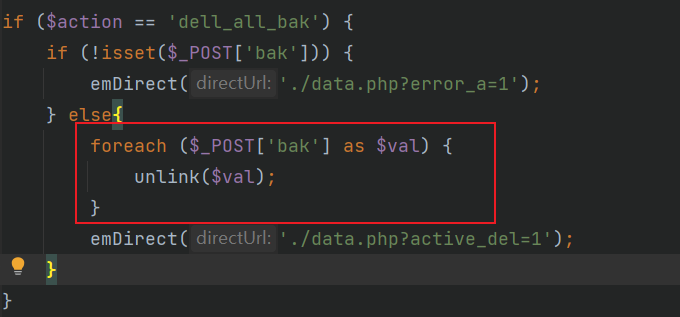 if ($action == 'dell_all_bak') {
    if (!isset($_POST['bak'])) {
        emDirect( directUrl: './data.php?error_a=1');
    } else{
        foreach ($_POST['bak'] as $val) {
            unlink($val);
        }
        emDirect( directUrl: './data.php?active_del=1');
    }
}